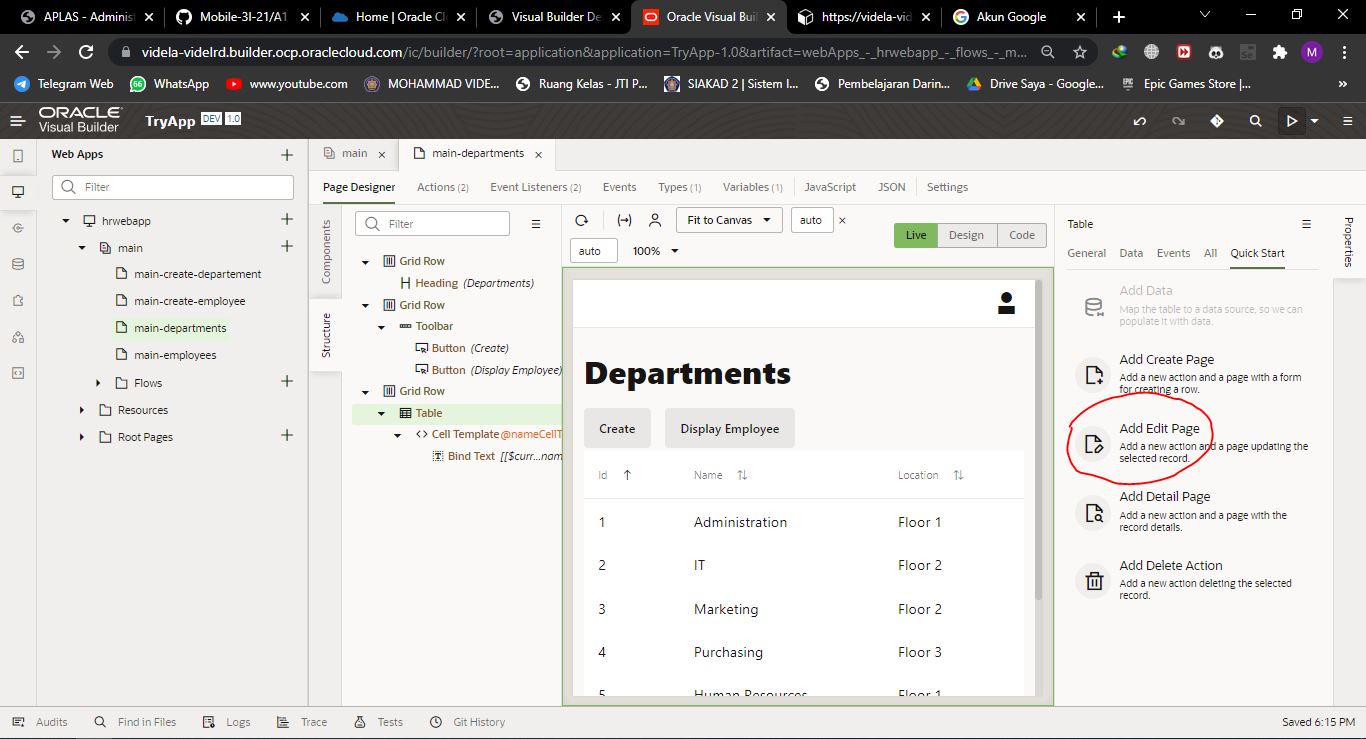 APLAS - Adminis
Mobile-3I-21/A1
Home | Oracle Cl
Visual Builder De
Oracle Visual Buil
https://videla-vid
Akun Google
videla-videlrd.builder.ocp.oraclecloud.com/ic/builder/?root=application&application=TryApp-1.0&artifact=webApps_-_hrwebapp_-_flows_-_m...
M
Telegram Web
66
WhatsApp
www.youtube.com
MOHAMMAD VIDE...
Ruang Kelas - JTI P...
SIAKAD 2 | Sistem I...
Pembelajaran Darin...
Drive Saya - Google...
Epic Games Store |...
»
ORACLE
Visual Builder
TryApp DEV 1.0
Web Apps
Filter
hrwebapp
main
main-create-departement
main-create-employee
main-departments
main-employees
Flows
Resources
Root Pages
main
main-departments
Page Designer
Actions (2)
Event Listeners (2)
Events
Types (1)
Variables (1)
JavaScript
JSON
Settings
Components
Structure
Filter
Grid Row
Heading (Departments)
Grid Row
Toolbar
Button (Create)
Button (Display Employee)
Grid Row
Table
Cell Template @nameCellT
Bind Text [[$curr...nam
Fit to Canvas
auto
auto
100%
Live
Design
Code
Departments
Create
Display Employee
Id
Name
Location
1 Administration Floor 1
2 IT Floor 2
3 Marketing Floor 2
4 Purchasing Floor 3
5 Human Resources Floor 1
Table
General
Data
Events
All
Quick Start
Add Data
Map the table to a data source, so we can
populate it with data.
Add Create Page
Add a new action and a page with a form
for creating a row.
Add Edit Page
Add a new action and a page updating the
selected record.
Add Detail Page
Add a new action and a page with the
record details.
Add Delete Action
Add a new action deleting the selected
record.
Properties
Audits
Find in Files
Logs
Trace
Tests
Git History
Saved 6:15 PM